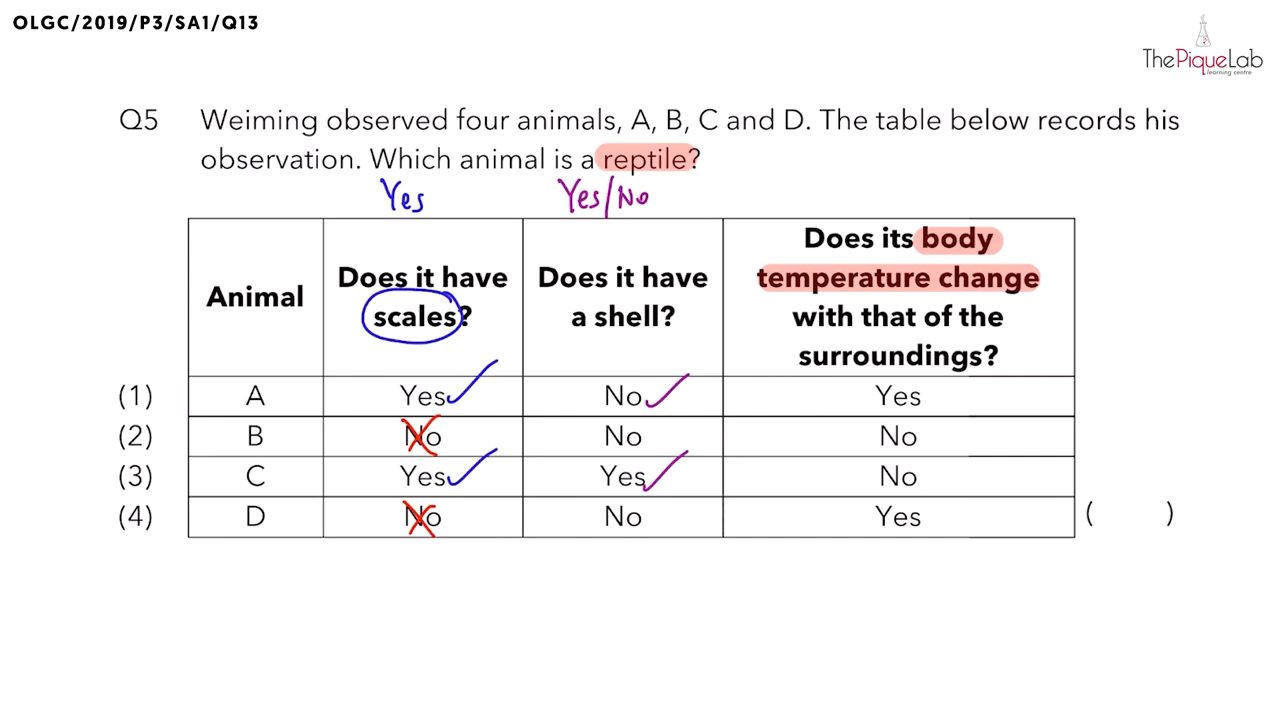 OLGC/2019/P3/SA1/Q13
ThePiqueLab
learning centre
Q5 Weiming observed four animals, A, B, C and D. The table below records his
observation. Which animal is a reptile?
Yes Yes/No
Animal Does it have scales? Does it have a shell? Does its body temperature change with that of the surroundings?
(1) A Yes No Yes
(2) B No No No
(3) C Yes Yes No
(4) D No No Yes ( )